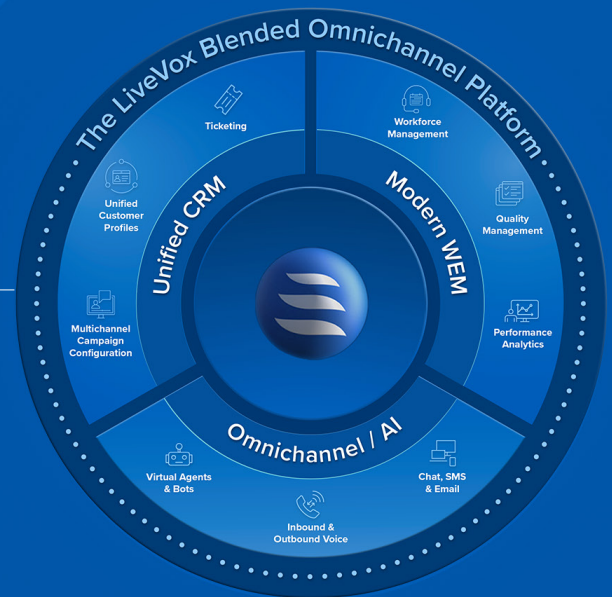 The LiveVox Blended Omnichannel Platform
Ticketing
Unified
Customer
Profiles
Multichannel
Campaign
Configuration
Unified CRM
Workforce
Management
Quality
Management
Performance
Analytics
Modern WEM
Omnichannel / AI
Virtual Agents
& Bots
Inbound &
Outbound Voice
Chat, SMS
& Email